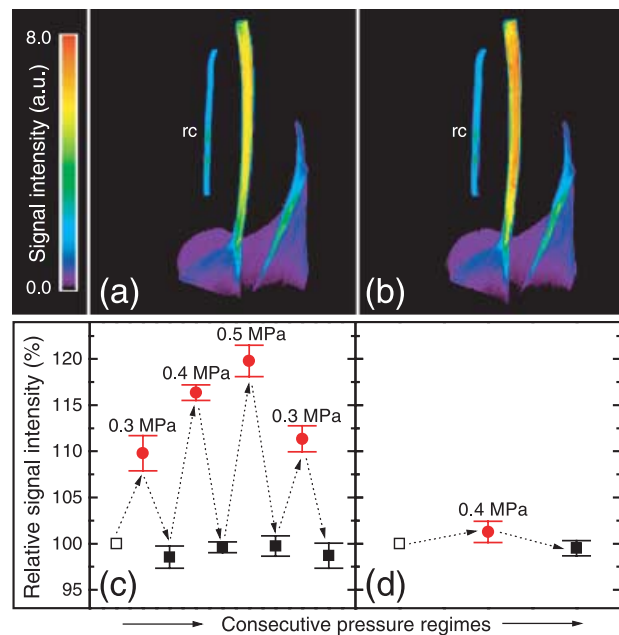 8.0
Signal intensity (a.u.)
0.0
rc
(a)
rc
(b)
Relative signal intensity (%)
120
115
110
105
100
95
0.3 MPa
0.4 MPa
0.5 MPa
0.3 MPa
(c)
0.4 MPa
(d)
Consecutive pressure regimes